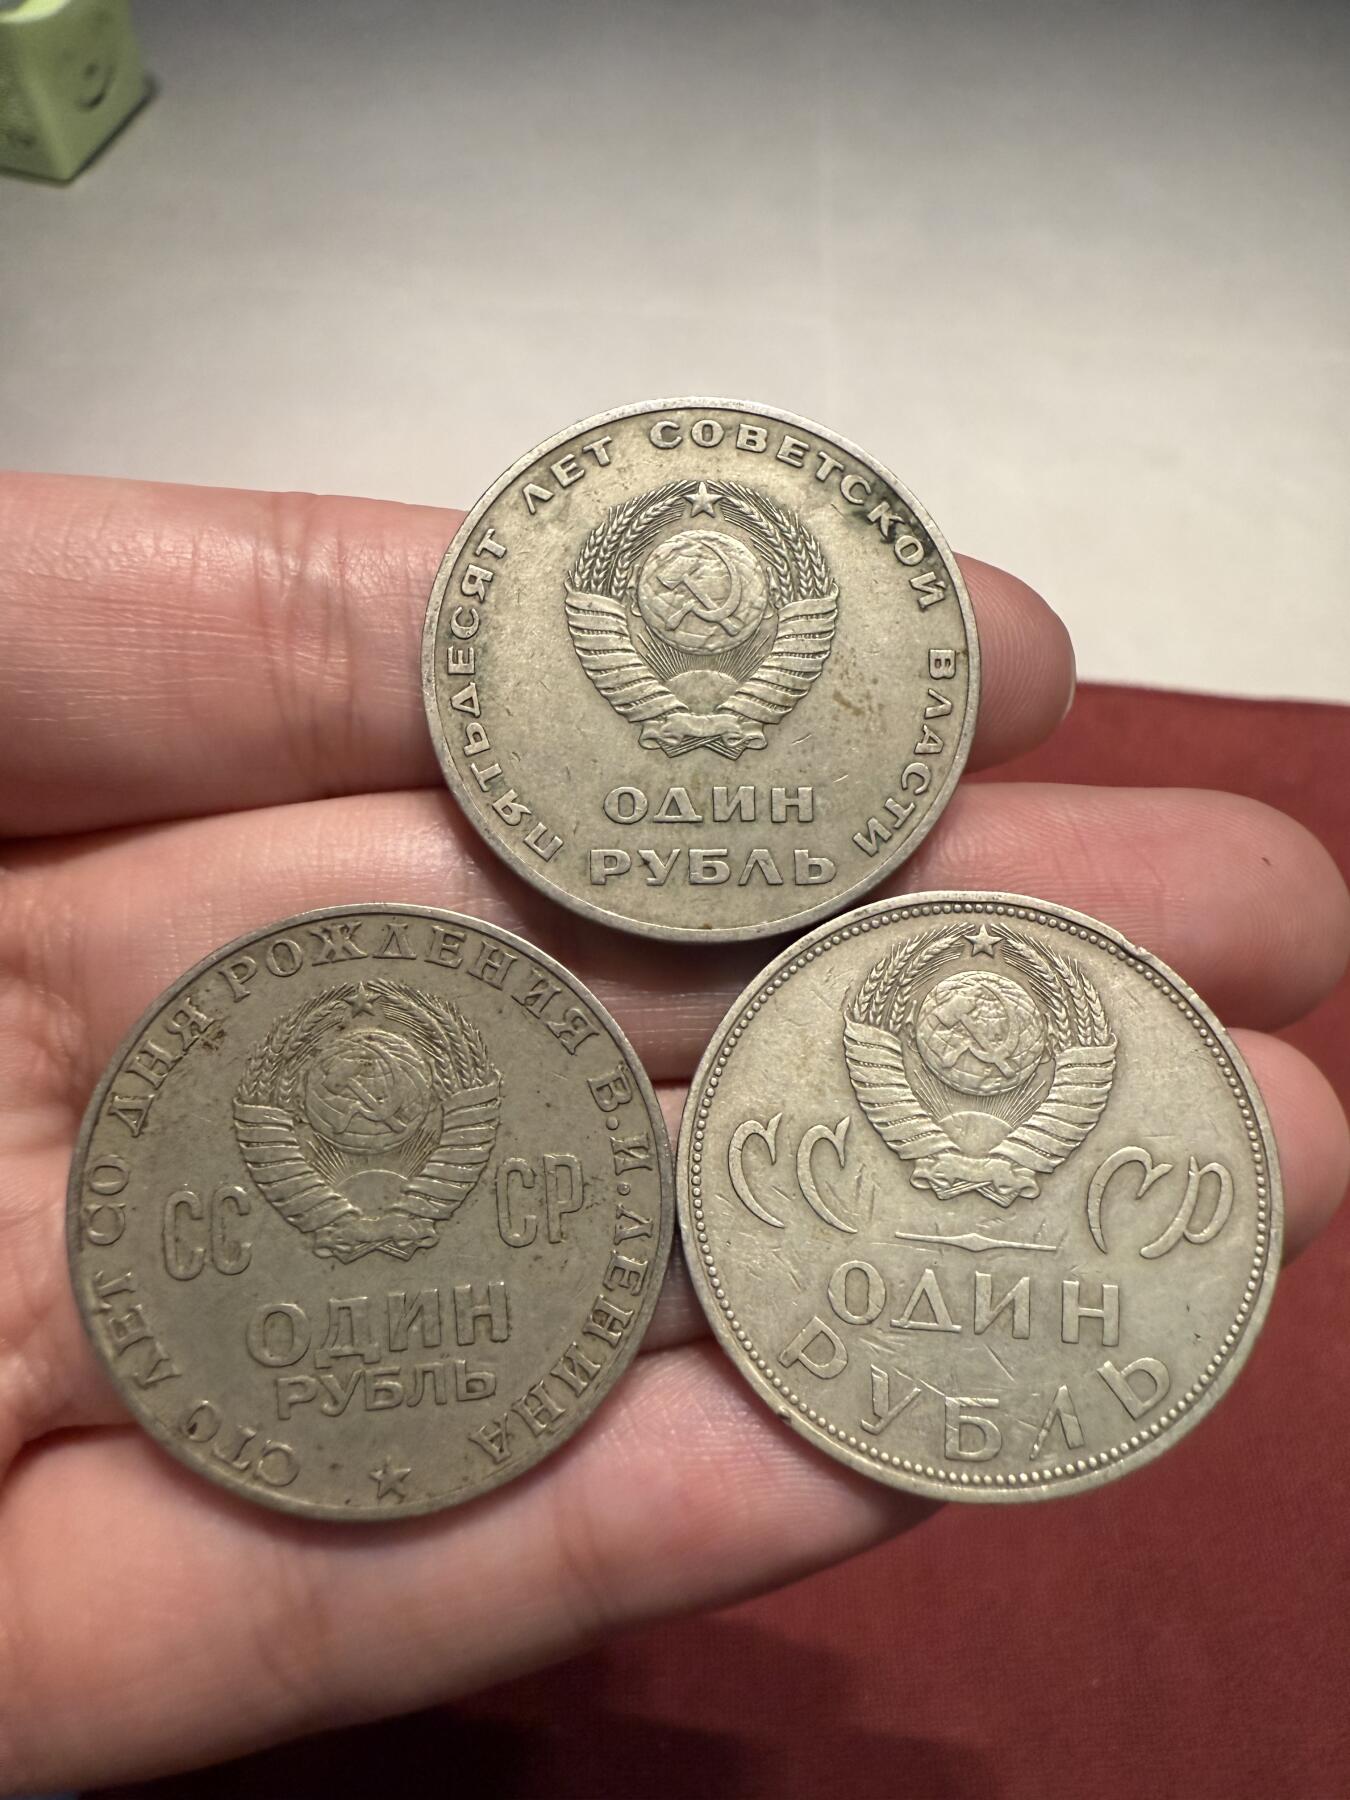 ПЯТЬДЕСЯТ ЛЕТ СОВЕТСКОЙ ВЛАСТИ
ОДИН
РУБЛЬ
СТО ЛЕТ СО ДНЯ РОЖДЕНИЯ В.И.ЛЕНИНА
СС СР
ОДИН
РУБЛЬ
СС СР
ОДИН
РУБЛЬ